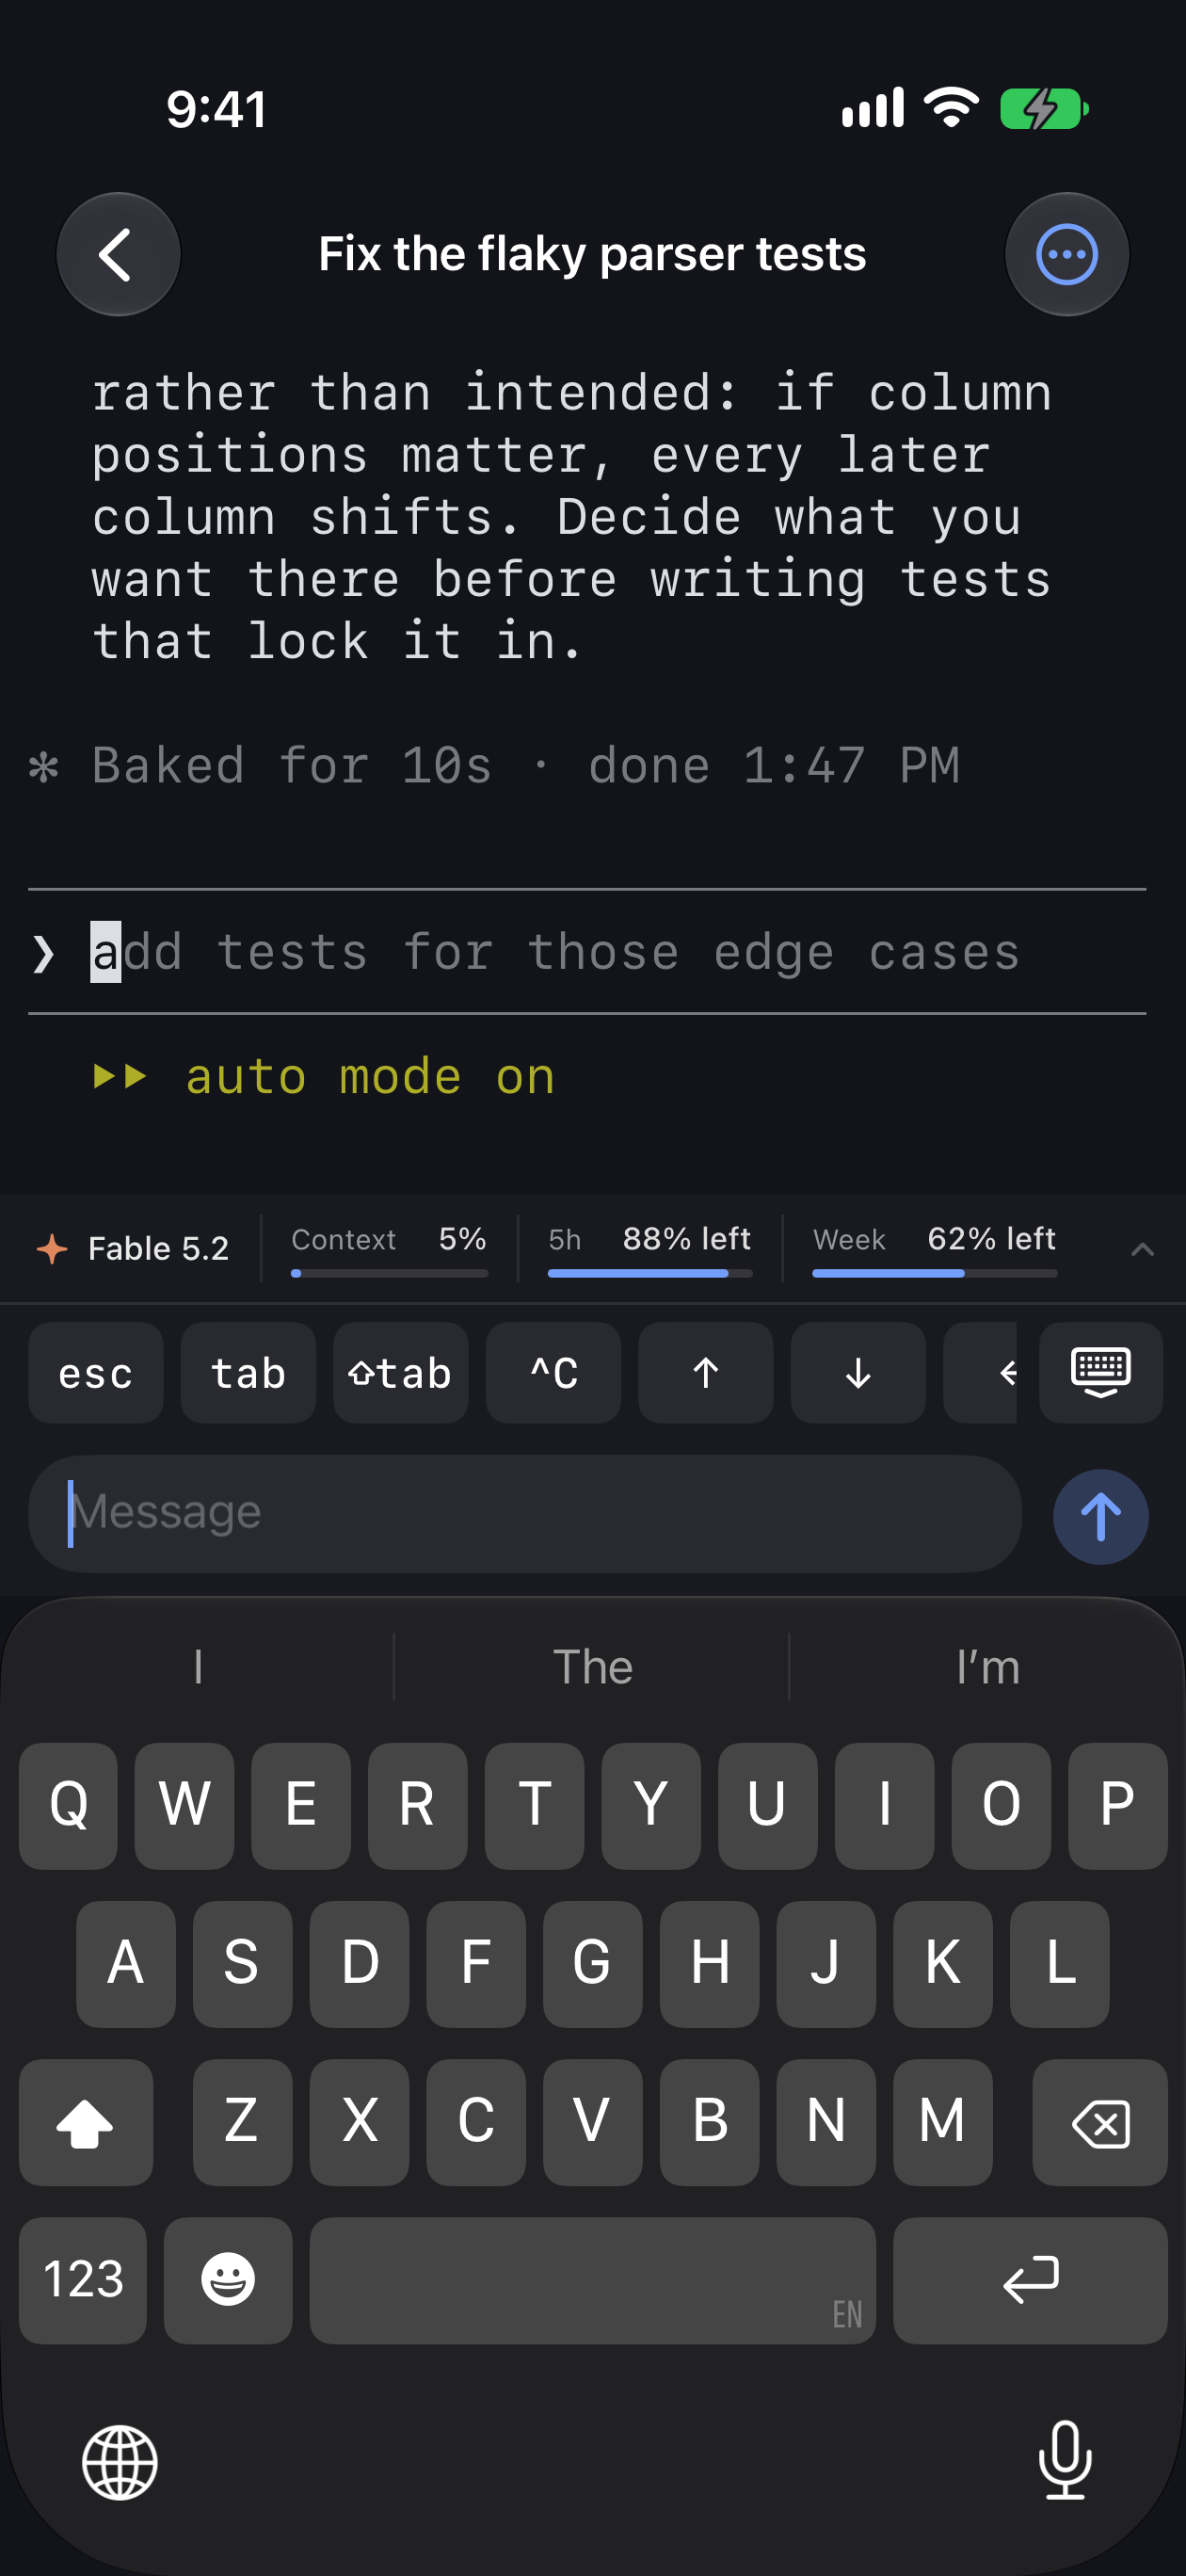 9:41
Fix the flaky parser tests
rather than intended: if column
positions matter, every later
column shifts. Decide what you
want there before writing tests
that lock it in.
✻ Baked for 10s · done 1:47 PM
❯ add tests for those edge cases
▶▶ auto mode on
Fable 5.2 Context 5% 5h 88% left Week 62% left
esc tab ⇧tab ^C ↑ ↓ ←
Message
I The I’m
Q W E R T Y U I O P
A S D F G H J K L
Z X C V B N M
123 EN